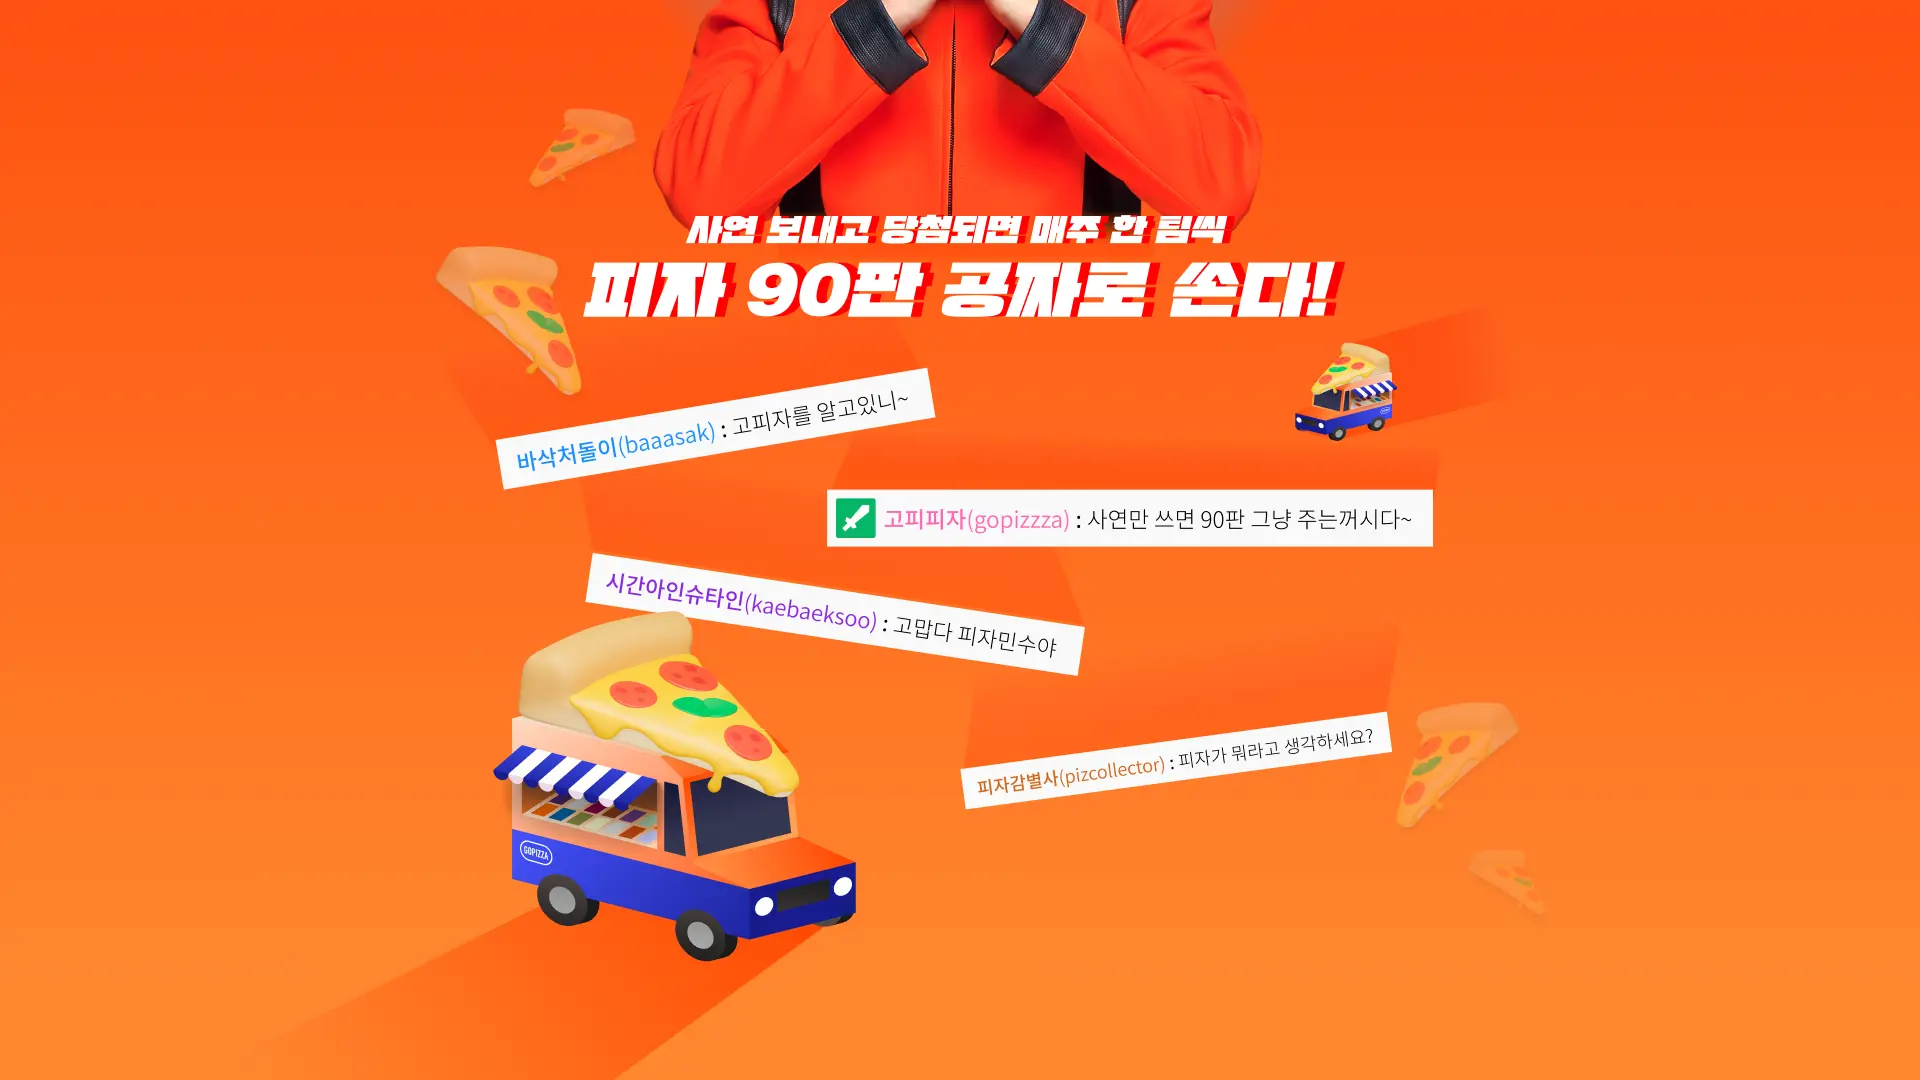 사연 보내고 당첨되면 매주 한 팀씩
피자 90판 공짜로 쏜다!
바삭처돌이(baaasak) : 고피자를 알고있니~
고피피자(gopizzza) : 사연만 쓰면 90판 그냥 주는꺼시다~
시간아인슈타인(kaebaeksoo) : 고맙다 피자민수야
피자감별사(pizcollector) : 피자가 뭐라고 생각하세요?
GOPIZZA